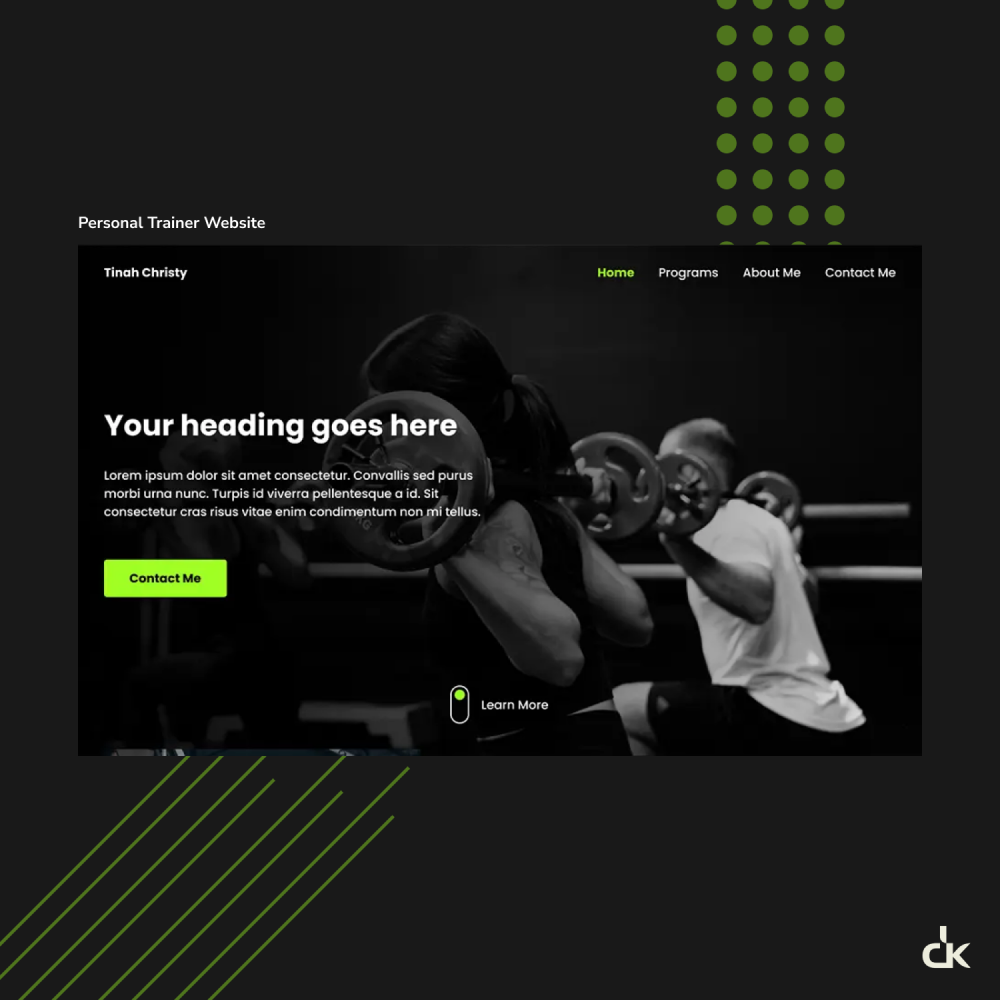 Personal Trainer Website
Tinah Christy
Home Programs About Me Contact Me
Your heading goes here
Lorem ipsum dolor sit amet consectetur. Convallis sed purus
morbi urna nunc. Turpis id viverra pellentesque a id. Sit
consectetur cras risus vitae enim condimentum non mi tellus.
KG
Contact Me
Learn More
dk